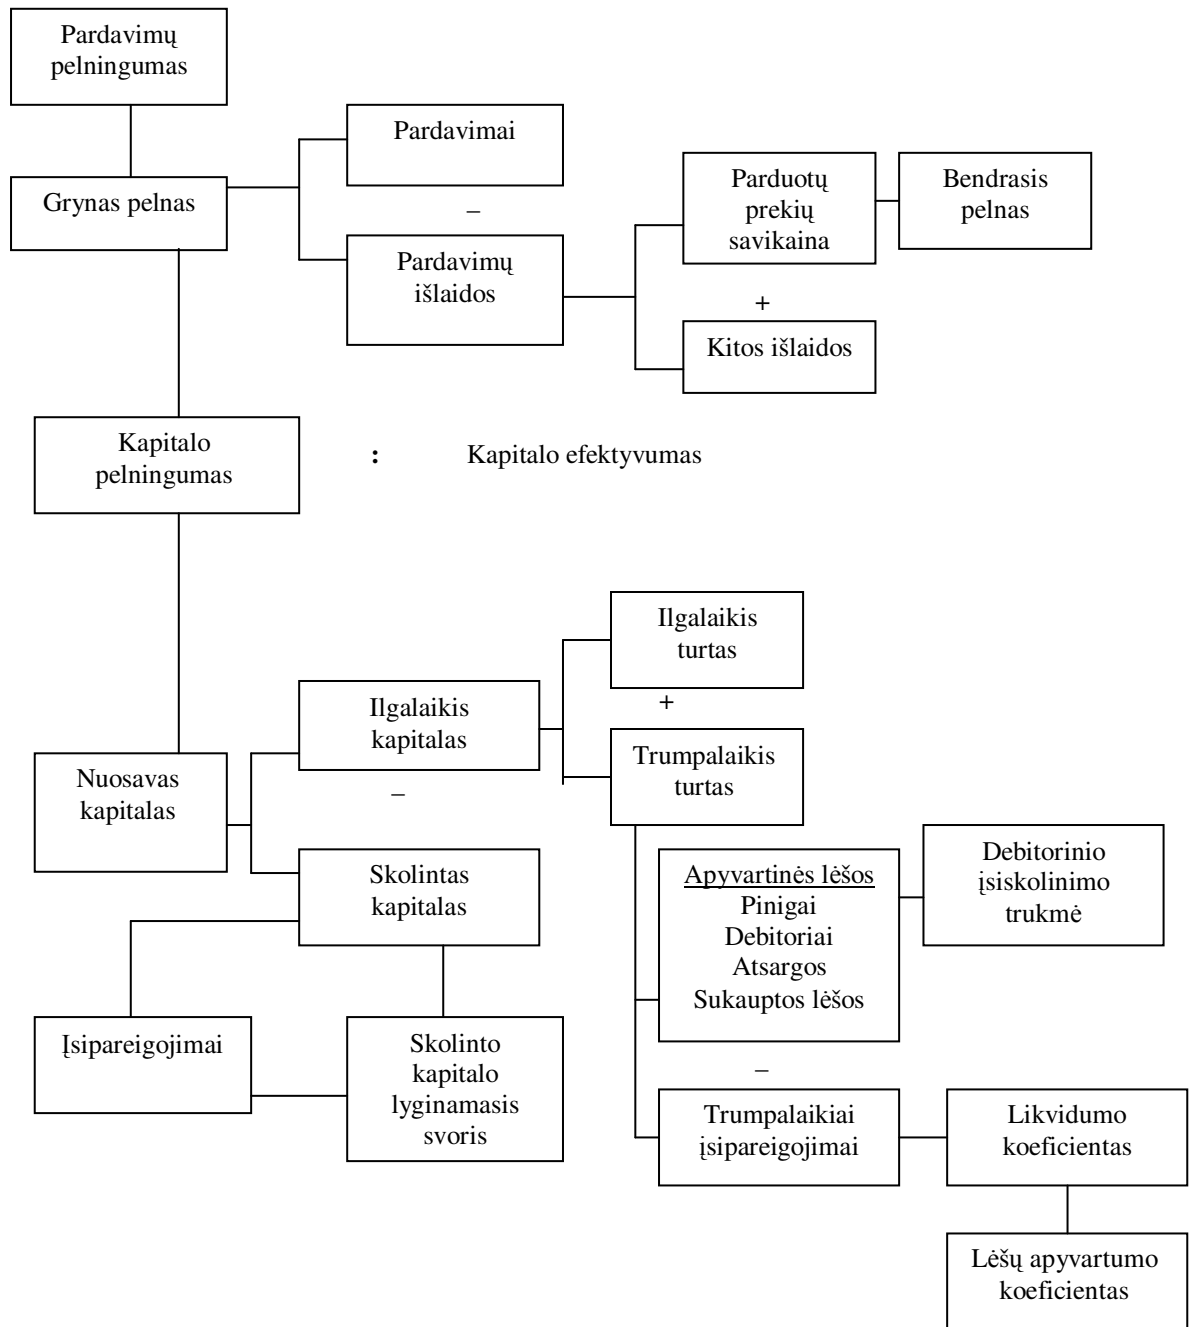 Pardavimų
pelningumas
Pardavimai
Grynas pelnas
–
Parduotų
prekių
savikaina
Bendrasis
pelnas
Pardavimų
išlaidos
+
Kitos išlaidos
Kapitalo
pelningumas
:
Kapitalo efektyvumas
Ilgalaikis
turtas
+
Ilgalaikis
kapitalas
Trumpalaikis
turtas
Nuosavas
kapitalas
–
Skolintas
kapitalas
Apyvartinės lėšos
Pinigai
Debitoriai
Atsargos
Sukauptos lėšos
Debitorinio
įsiskolinimo
trukmė
Įsipareigojimai
Skolinto
kapitalo
lyginamasis
svoris
–
Trumpalaikiai
įsipareigojimai
Likvidumo
koeficientas
Lėšų apyvartumo
koeficientas